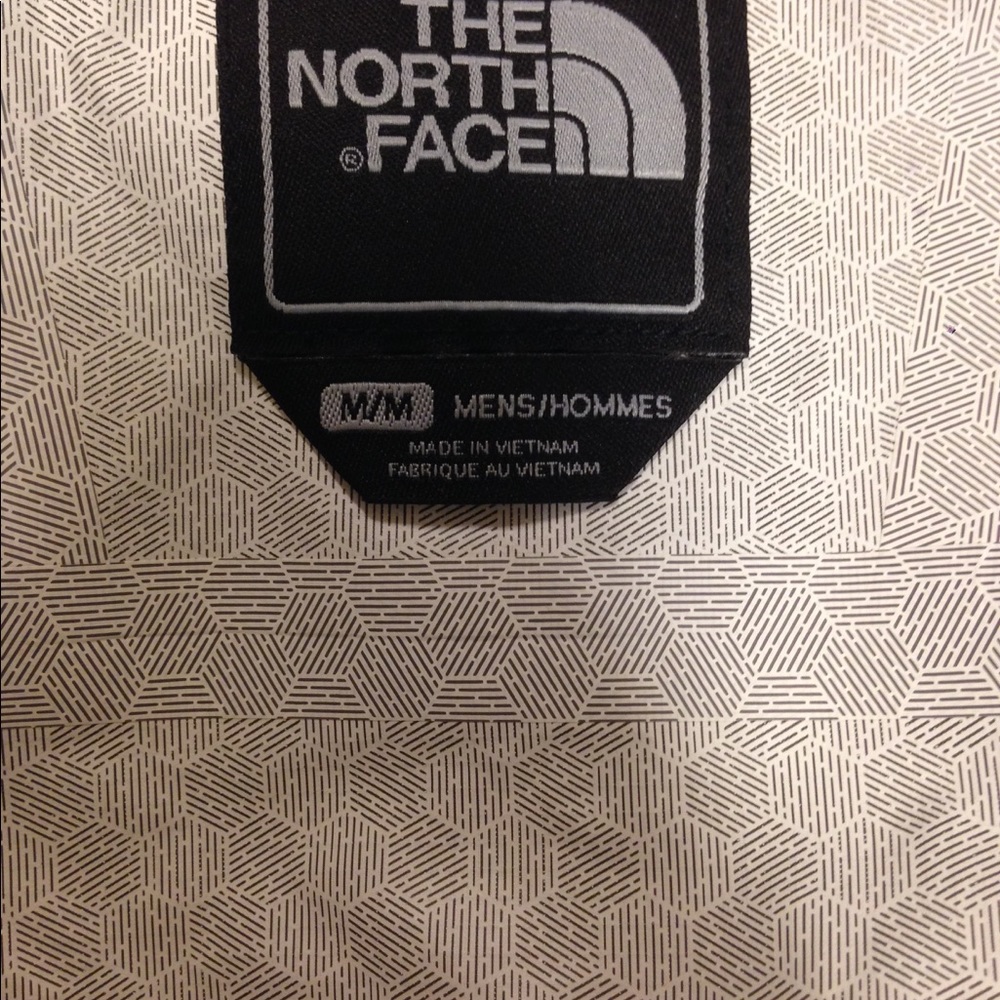 THE
NORTH
®FACE
M/M MENS/HOMMES
MADE IN VIETNAM
FABRIQUE AU VIETNAM